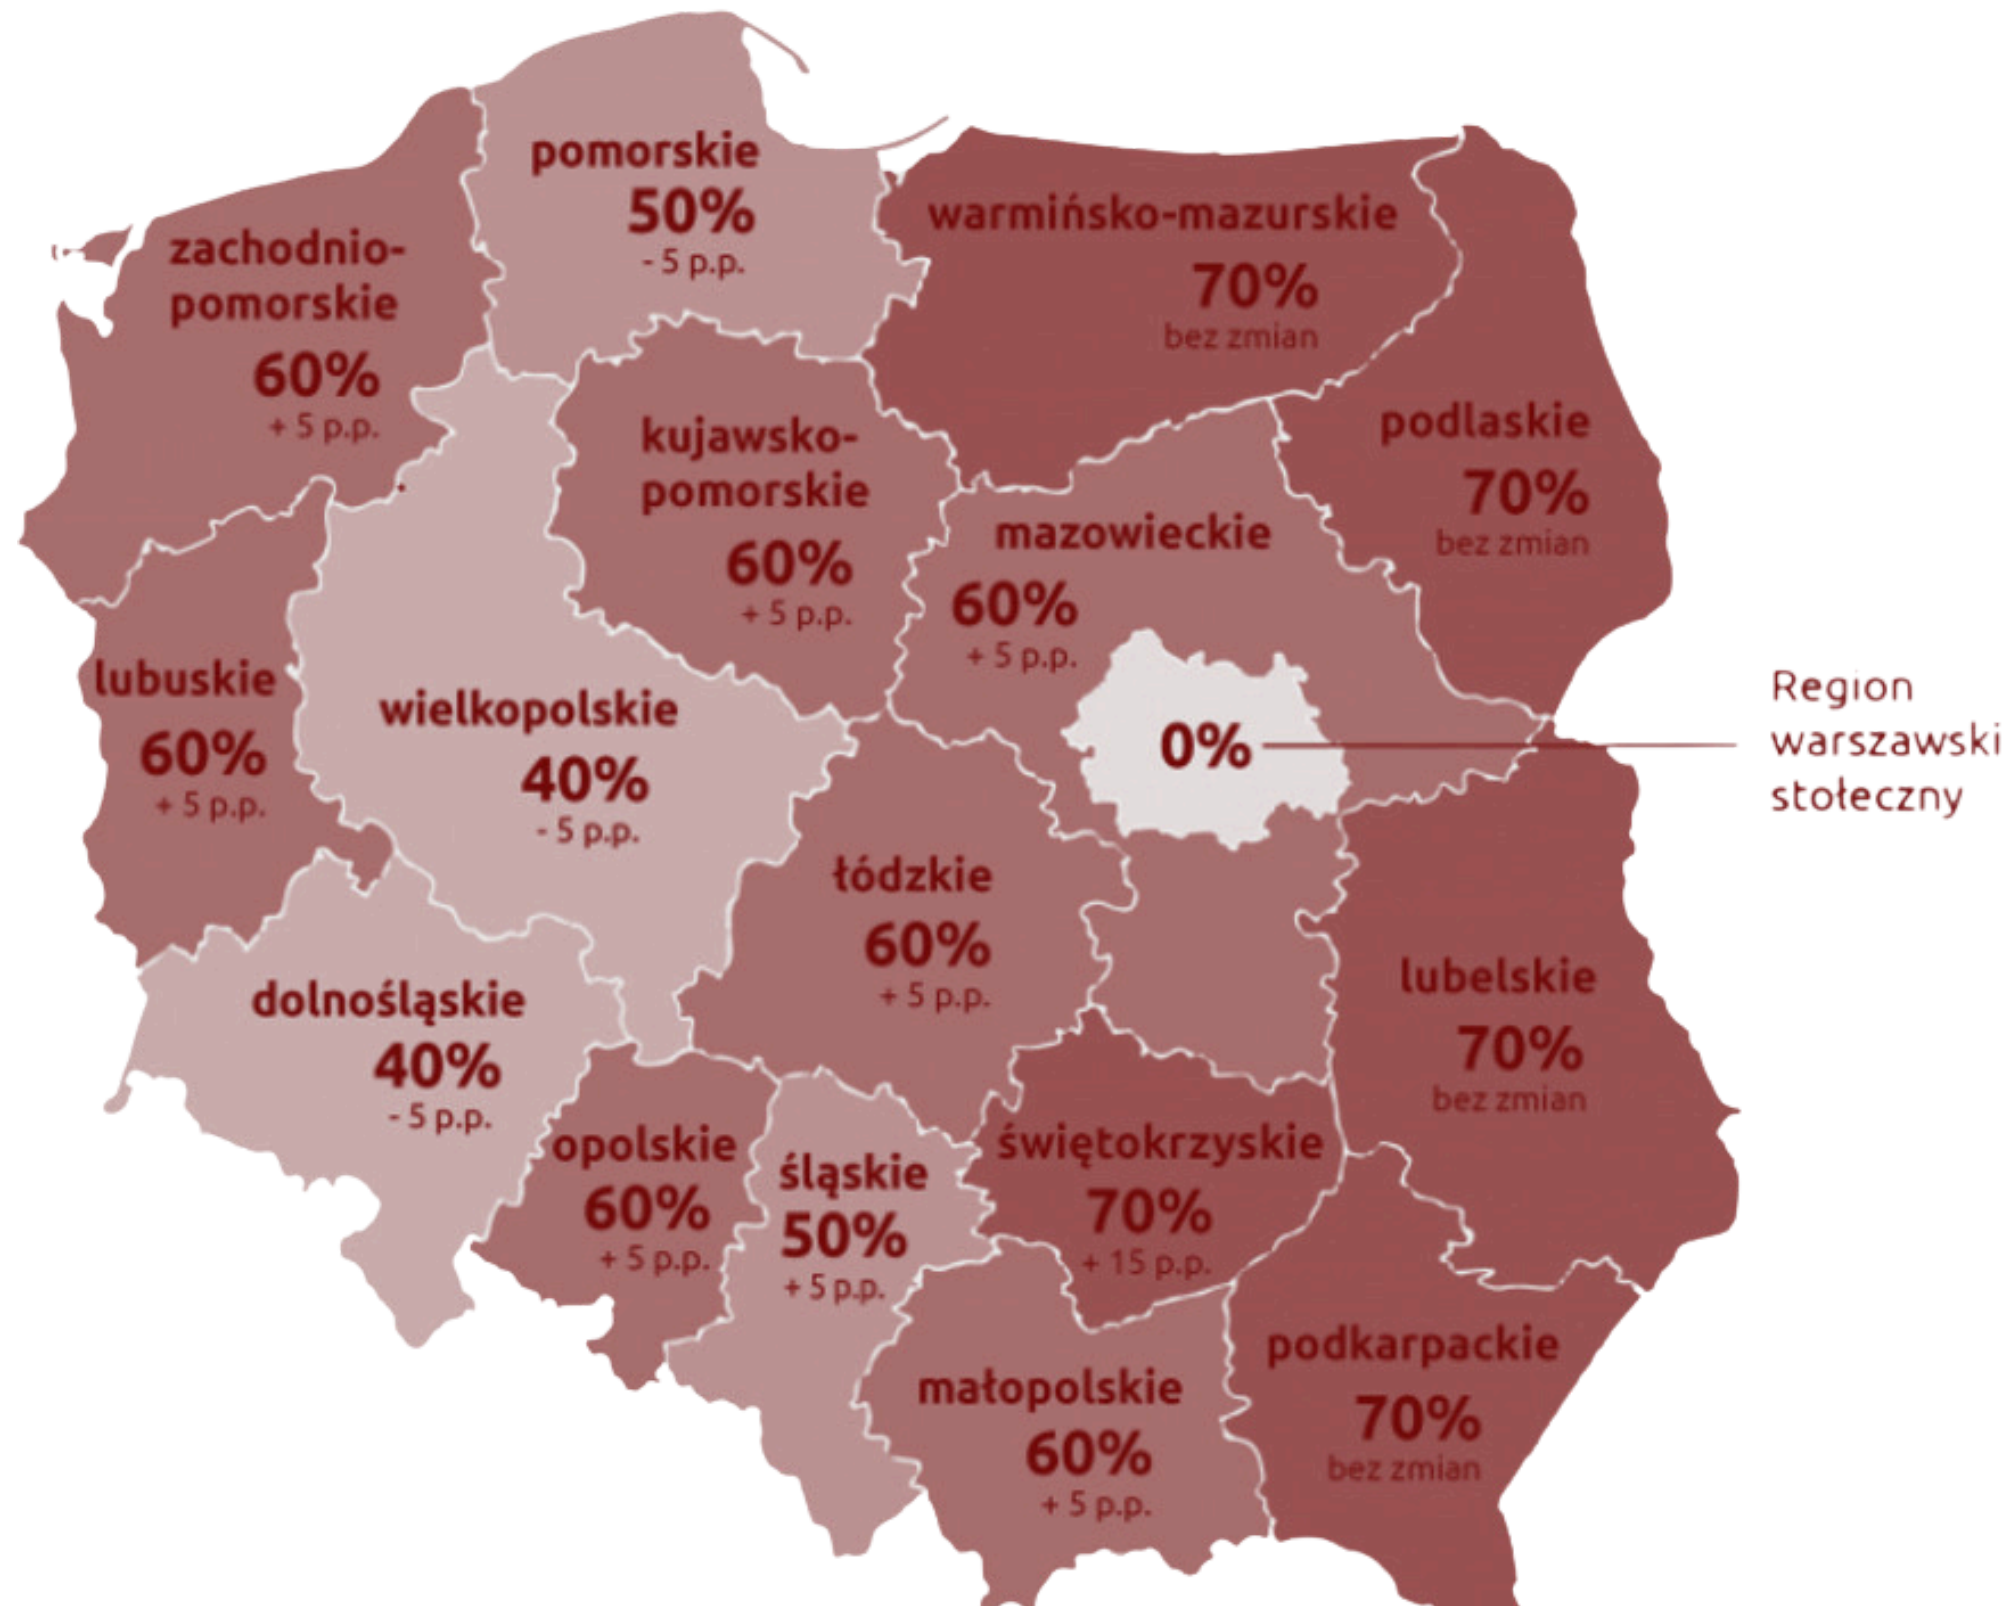 pomorskie
50%
- 5 p.p.
warmińsko-mazurskie
70%
bez zmian
zachodnio-
pomorskie
60%
+ 5 p.p.
kujawsko-
pomorskie
60%
+ 5 p.p.
podlaskie
70%
bez zmian
mazowieckie
60%
+ 5 p.p.
0%
Region
warszawski
stołeczny
lubuskie
60%
+ 5 p.p.
wielkopolskie
40%
- 5 p.p.
łódzkie
60%
+ 5 p.p.
lubelskie
70%
bez zmian
dolnośląskie
40%
- 5 p.p.
opolskie
60%
+ 5 p.p.
śląskie
50%
+ 5 p.p.
świętokrzyskie
70%
+ 15 p.p.
małopolskie
60%
+ 5 p.p.
podkarpackie
70%
bez zmian